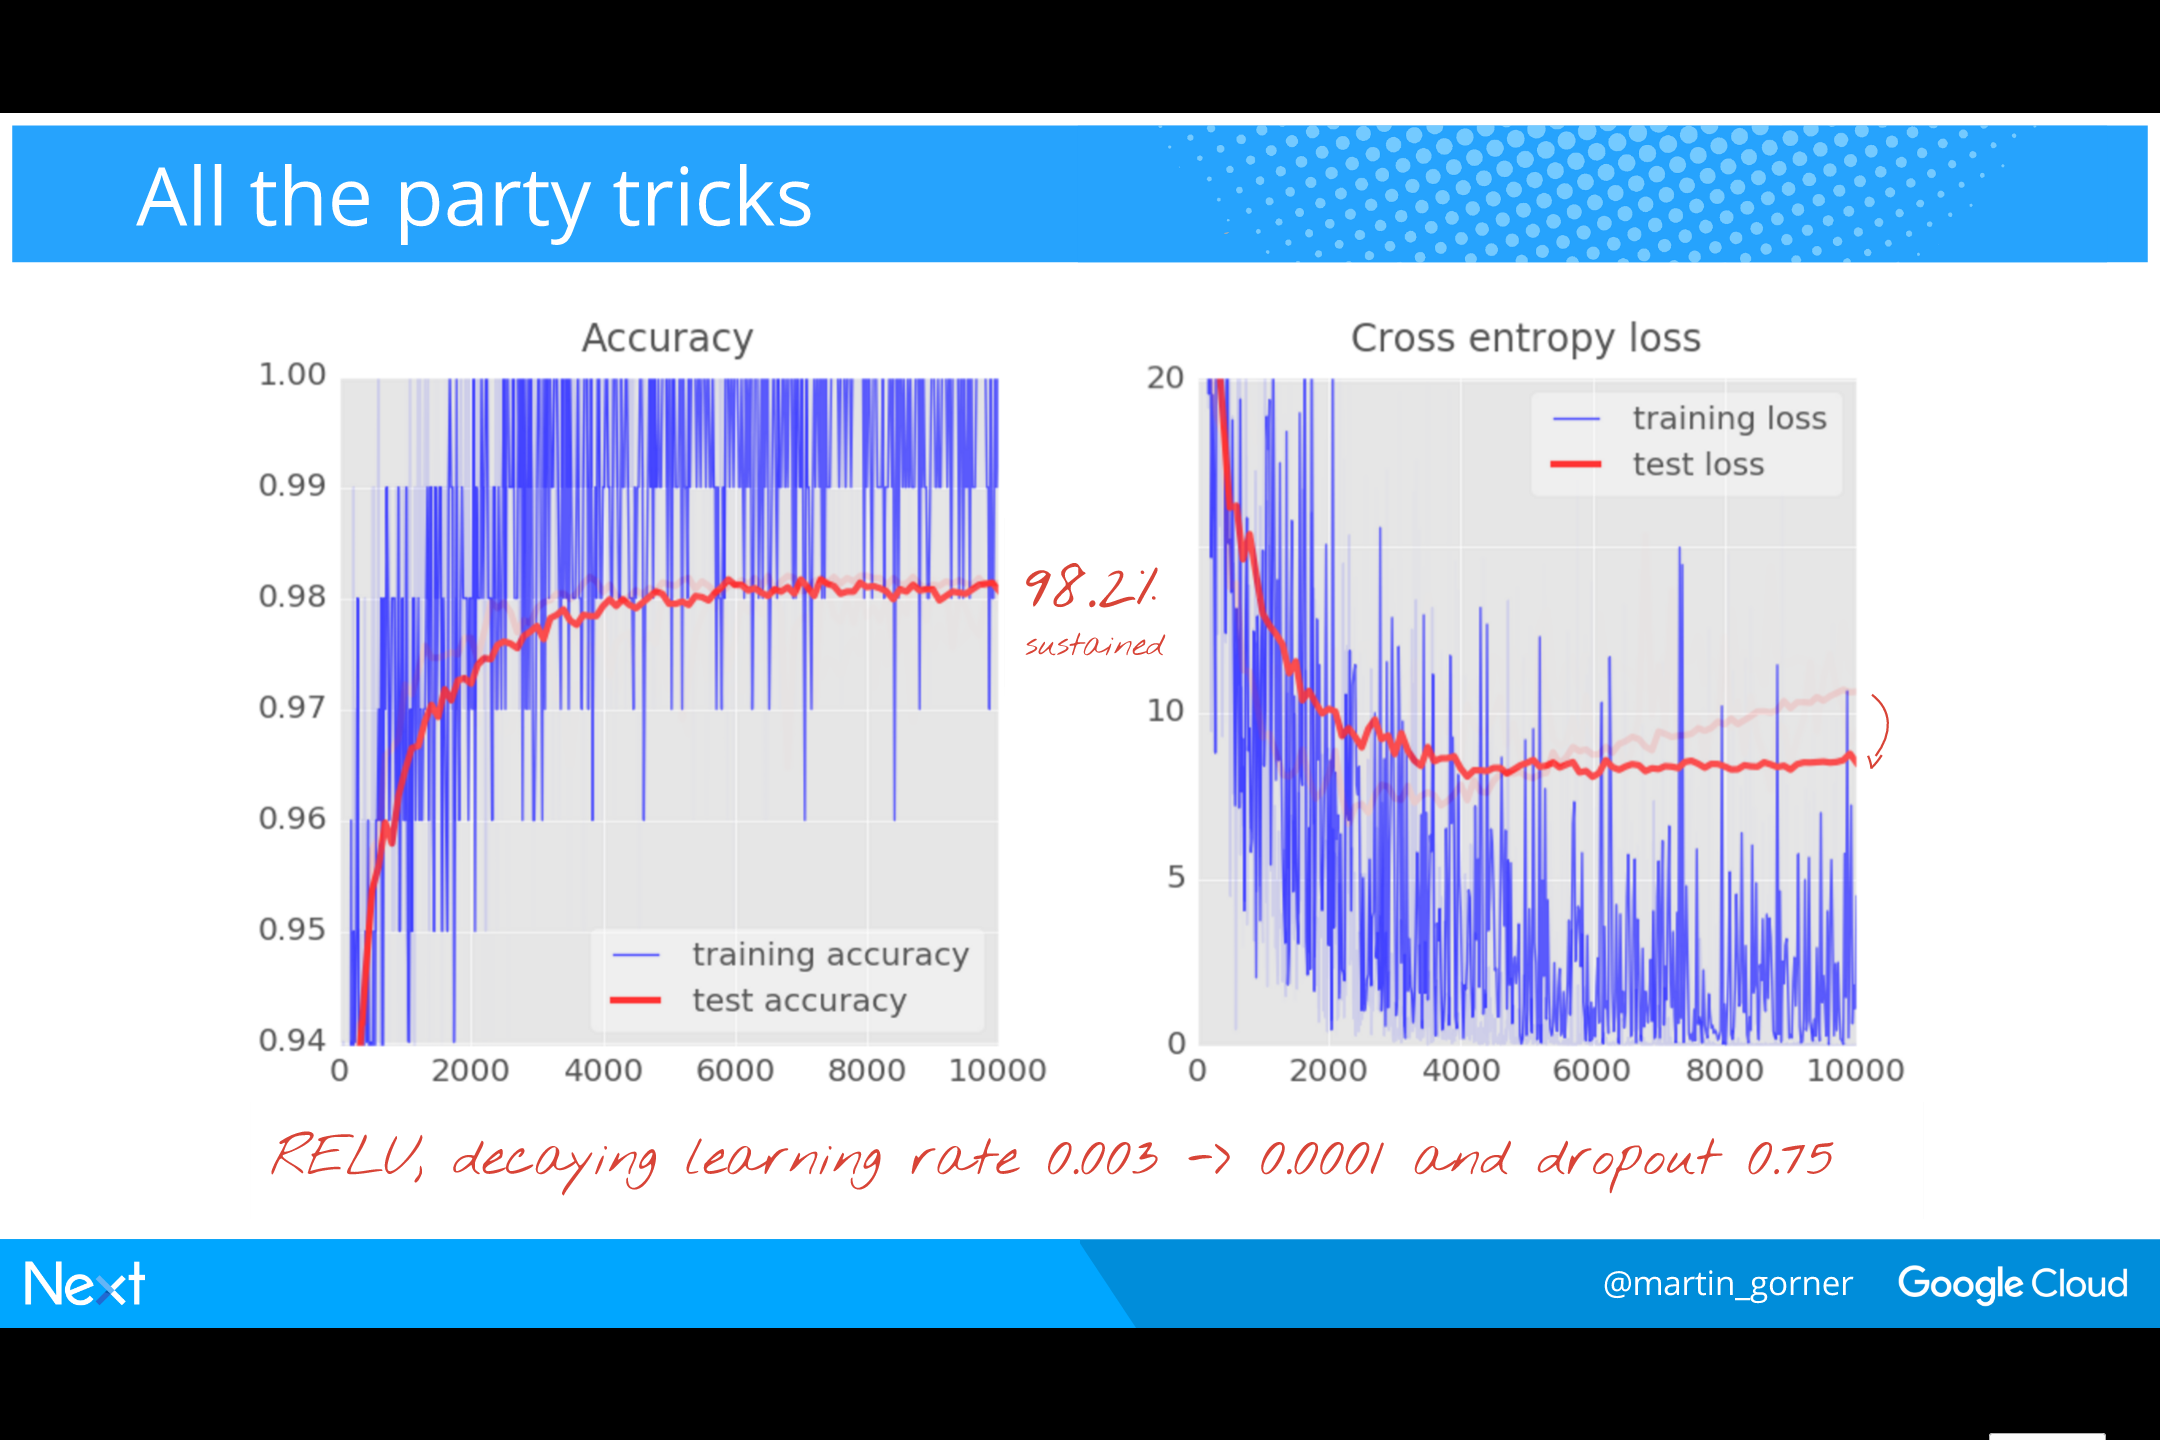 All the party tricks
Accuracy
1.00
0.99
0.98
0.97
0.96
0.95
0.94
0 2000 4000 6000 8000 10000
training accuracy
test accuracy
98.2%
sustained
Cross entropy loss
20
10
5
0
0 2000 4000 6000 8000 10000
training loss
test loss
RELU, decaying learning rate 0.003 -> 0.0001 and dropout 0.75
Next
@martin_gorner Google Cloud